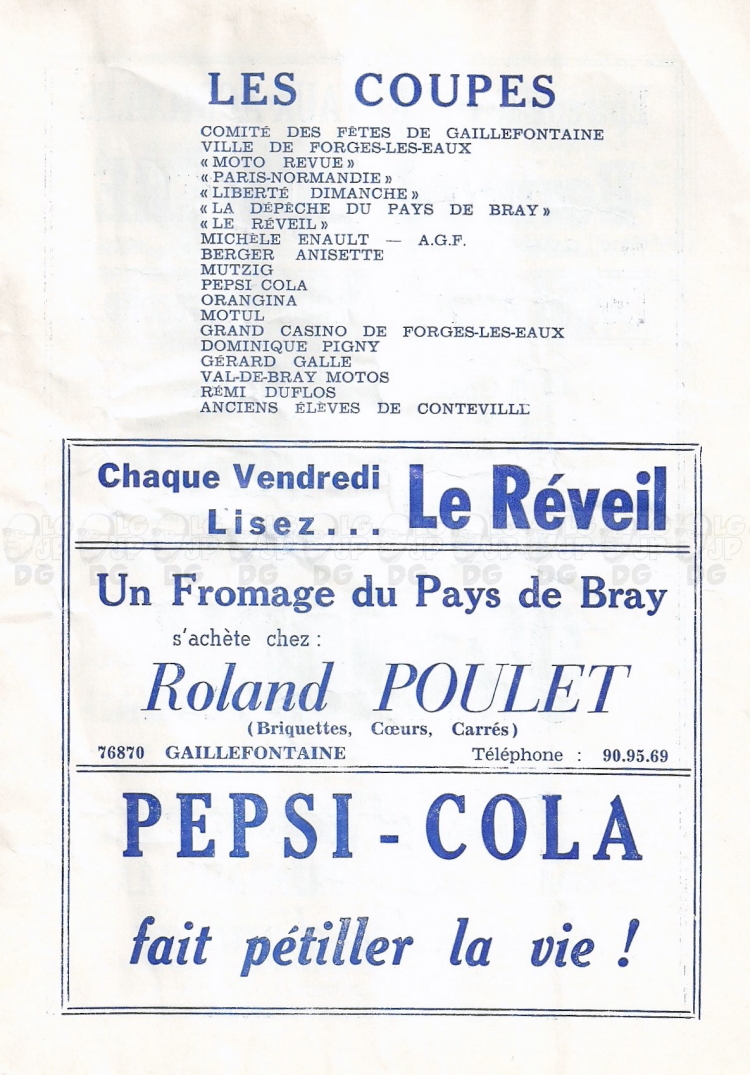 LES COUPES
COMITÉ DES FÊTES DE GAILLEFONTAINE
VILLE DE FORGES-LES-EAUX
« MOTO REVUE »
« PARIS-NORMANDIE »
« LIBERTÉ DIMANCHE »
« LA DÉPÊCHE DU PAYS DE BRAY »
« LE RÉVEIL »
MICHÈLE ENAULT — A.G.F.
BERGER ANISETTE
MUTZIG
PEPSI COLA
ORANGINA
MOTUL
GRAND CASINO DE FORGES-LES-EAUX
DOMINIQUE PIGNY
GÉRARD GALLE
VAL-DE-BRAY MOTOS
RÉMI DUFLOS
ANCIENS ÉLÈVES DE CONTEVILLE
Chaque Vendredi
Lisez... Le Réveil
Un Fromage du Pays de Bray
s'achète chez :
Roland POULET
(Briquettes, Cœurs, Carrés)
76870 GAILLEFONTAINE Téléphone : 90.95.69
PEPSI - COLA
fait pétiller la vie !